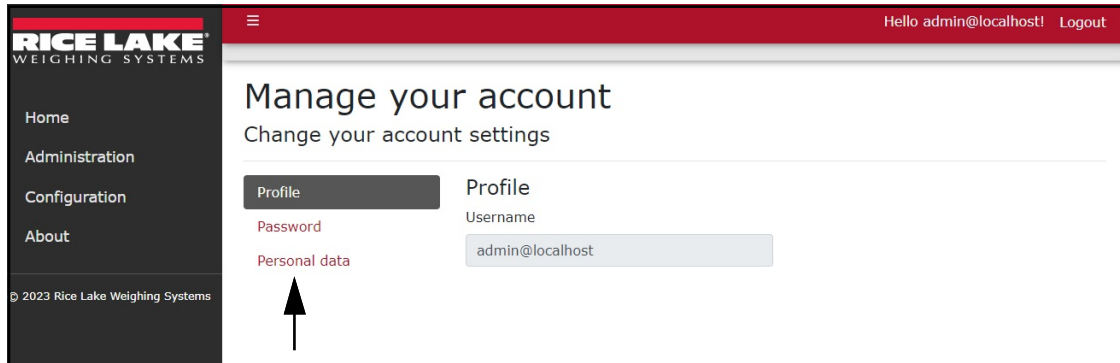 RICE LAKE®
WEIGHING SYSTEMS
Home
Administration
Configuration
About
© 2023 Rice Lake Weighing Systems
☰
Hello admin@localhost! Logout
Manage your account
Change your account settings
Profile
Password
Personal data
Profile
Username
admin@localhost